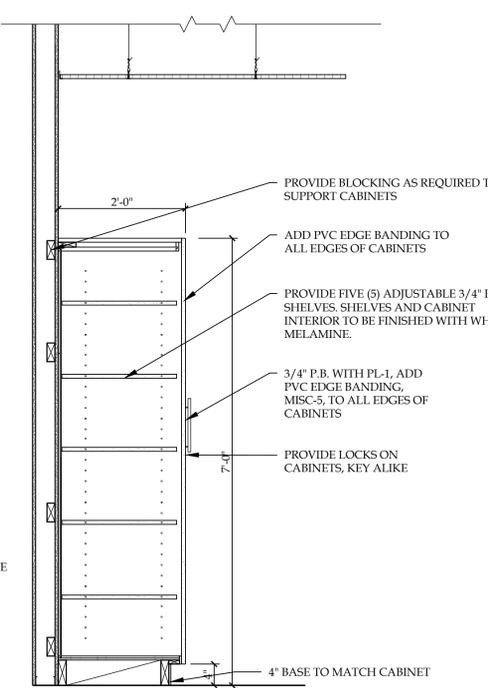 PROVIDE BLOCKING AS REQUIRED
SUPPORT CABINETS
2'-0"
ADD PVC EDGE BANDING TO
ALL EDGES OF CABINETS
PROVIDE FIVE (5) ADJUSTABLE 3/4"
SHELVES. SHELVES AND CABINET
INTERIOR TO BE FINISHED WITH
MELAMINE.
3/4" P.B. WITH PL-1, ADD
PVC EDGE BANDING,
MISC-5, TO ALL EDGES OF
CABINETS
PROVIDE LOCKS ON
CABINETS, KEY ALIKE
7'-0"
E
4" BASE TO MATCH CABINET
4"